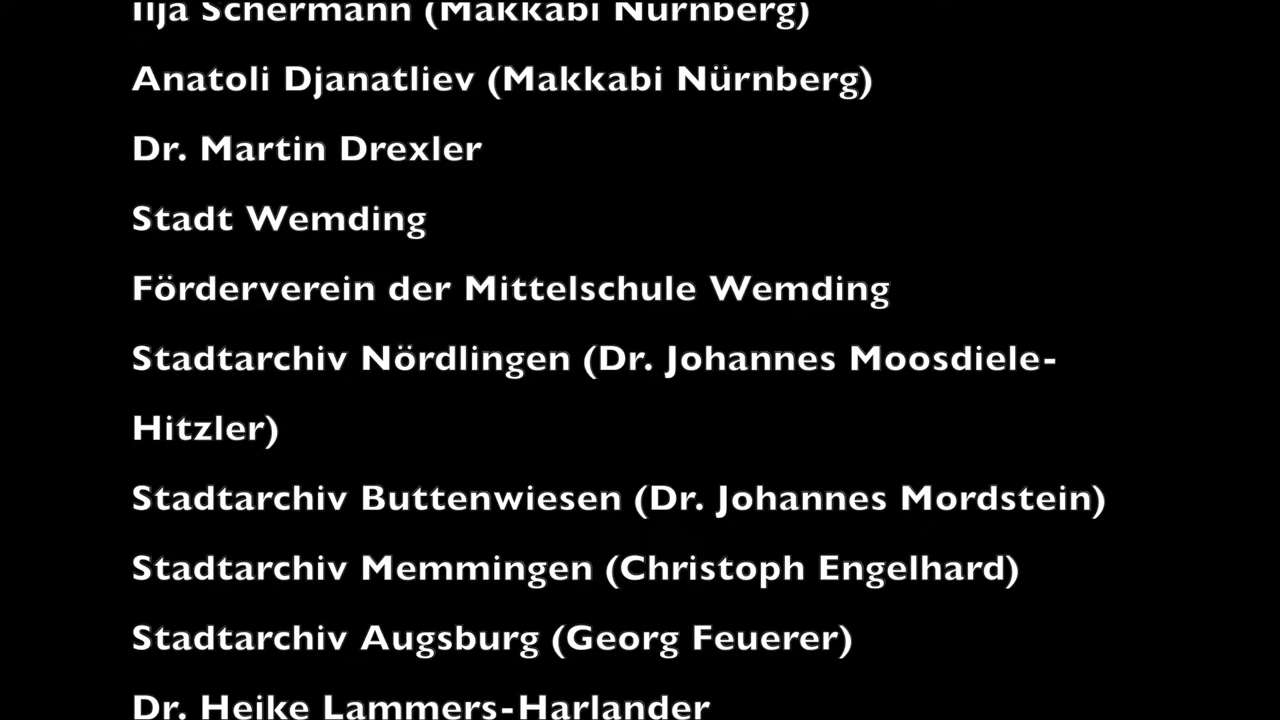 Ilja Schermann (Makkabi Nürnberg)
Anatoli Djanatliev (Makkabi Nürnberg)
Dr. Martin Drexler
Stadt Wemding
Förderverein der Mittelschule Wemding
Stadtarchiv Nördlingen (Dr. Johannes Moosdiele-
Hitzler)
Stadtarchiv Buttenwiesen (Dr. Johannes Mordstein)
Stadtarchiv Memmingen (Christoph Engelhard)
Stadtarchiv Augsburg (Georg Feuerer)
Dr. Heike Lammers-Harlander